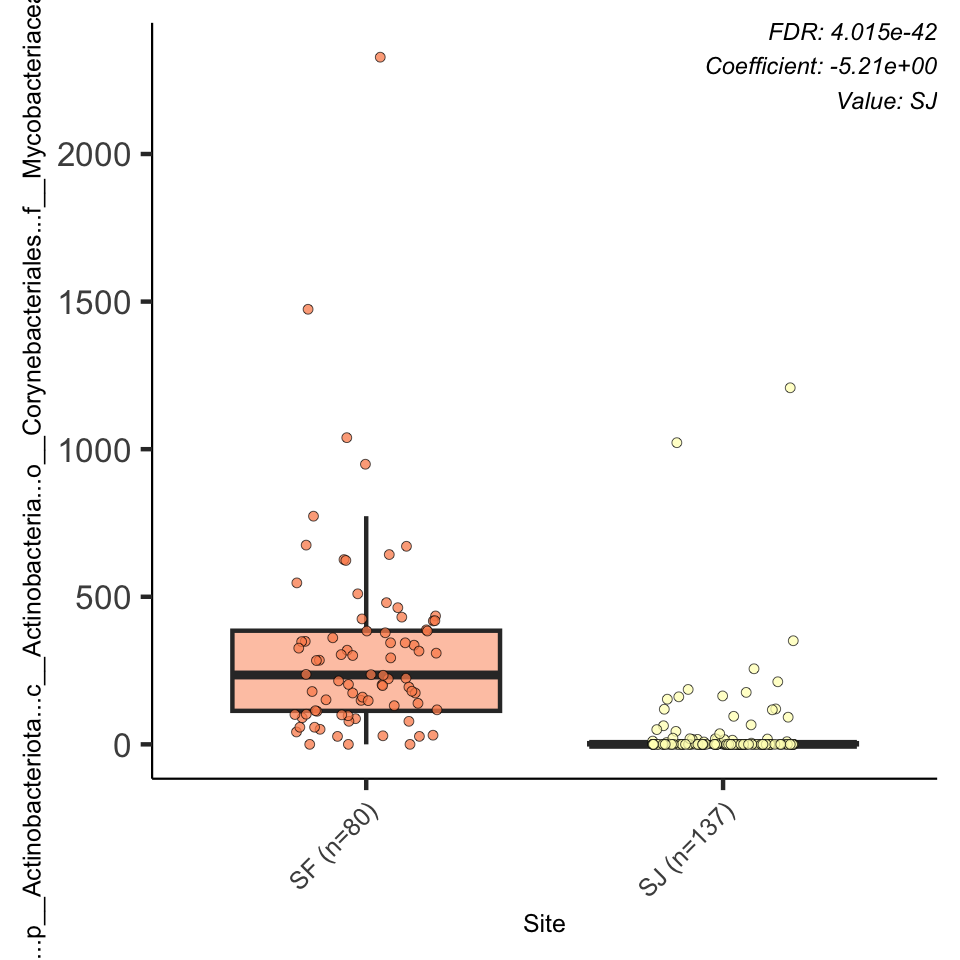 FDR: 4.015e-42
Coefficient: -5.21e+00
Value: SJ
...p__Actinobacteriota...c__Actinobacteria...o__Corynebacteriales...f__Mycobacteriacea
2000
1500
1000
500
0
SF (n=80)
SJ (n=137)
Site